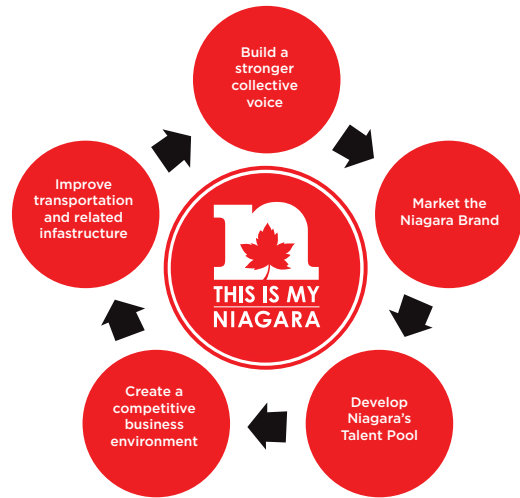 Build a
stronger
collective
voice
Market the
Niagara Brand
Develop
Niagara's
Talent Pool
Create a
competitive
business
environment
Improve
transportation
and related
infastructure
n
THIS IS MY
NIAGARA